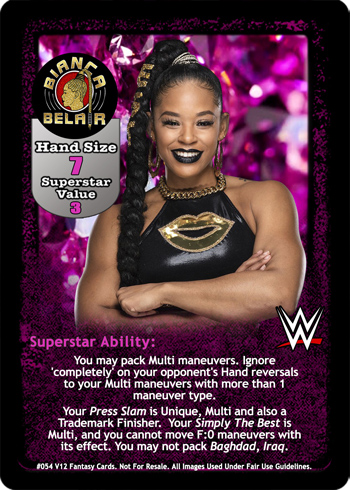 BIANCA
BELAIR
Hand Size
7
Superstar
Value
3
W
Superstar Ability:
You may pack Multi maneuvers. Ignore
'completely' on your opponent's Hand reversals
to your Multi maneuvers with more than 1
maneuver type.
Your Press Slam is Unique, Multi and also a
Trademark Finisher. Your Simply The Best is
Multi, and you cannot move F:0 maneuvers with
its effect. You may not pack Baghdad, Iraq.
#054 V12 Fantasy Cards. Not For Resale. All Images Used Under Fair Use Guidelines.